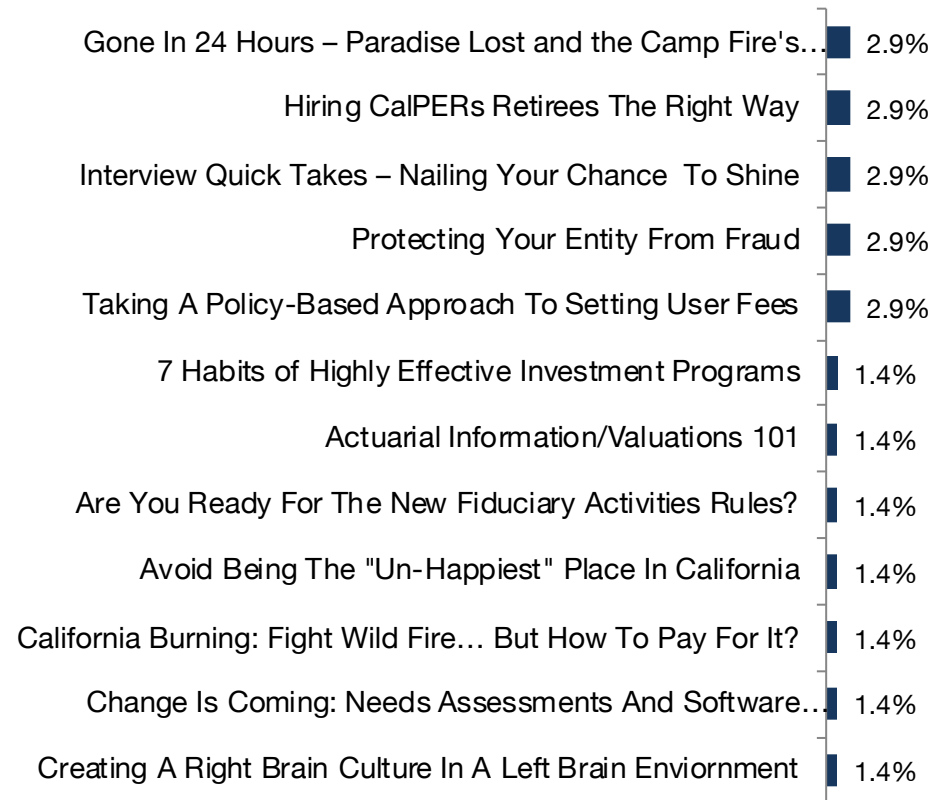 Gone In 24 Hours – Paradise Lost and the Camp Fire's… 2.9%
Hiring CalPERs Retirees The Right Way 2.9%
Interview Quick Takes – Nailing Your Chance To Shine 2.9%
Protecting Your Entity From Fraud 2.9%
Taking A Policy-Based Approach To Setting User Fees 2.9%
7 Habits of Highly Effective Investment Programs 1.4%
Actuarial Information/Valuations 101 1.4%
Are You Ready For The New Fiduciary Activities Rules? 1.4%
Avoid Being The "Un-Happiest" Place In California 1.4%
California Burning: Fight Wild Fire… But How To Pay For It? 1.4%
Change Is Coming: Needs Assessments And Software… 1.4%
Creating A Right Brain Culture In A Left Brain Enviornment 1.4%